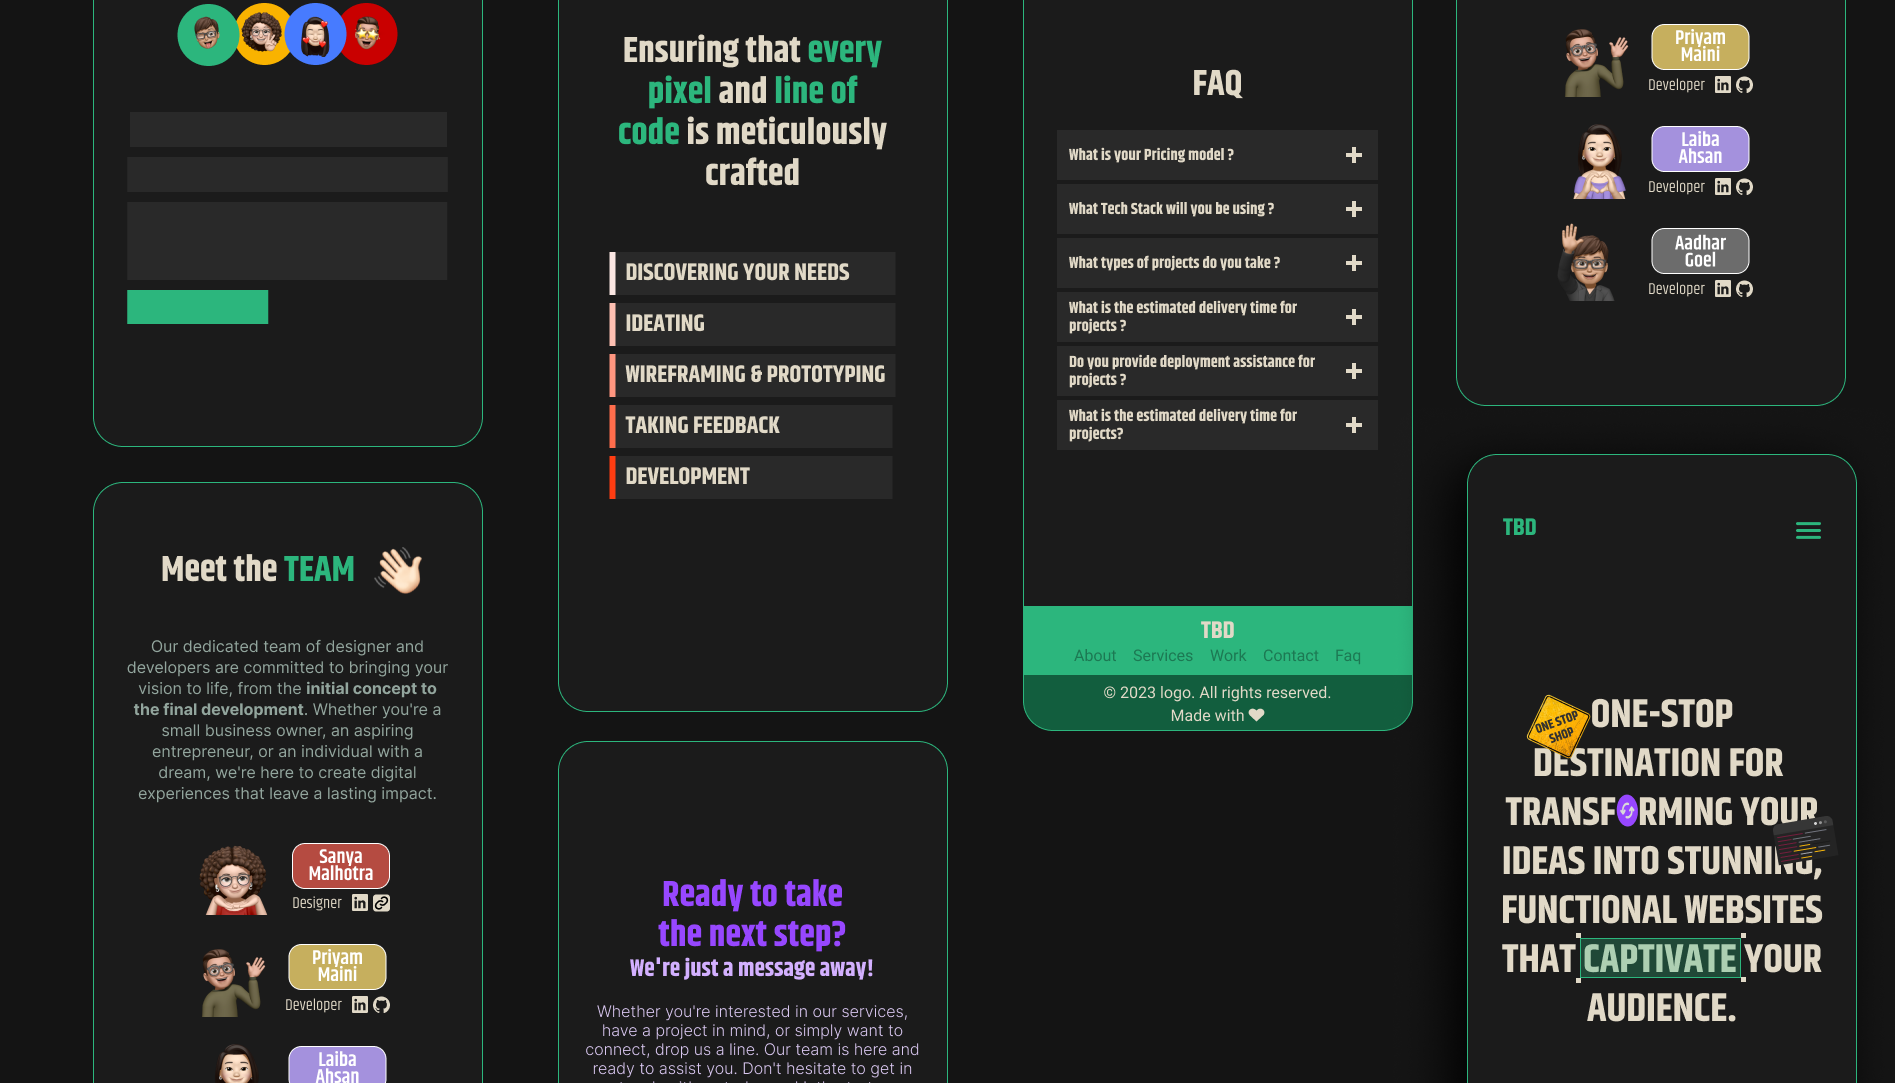 Meet the TEAM
Our dedicated team of designer and
developers are committed to bringing your
vision to life, from the initial concept to
the final development. Whether you're a
small business owner, an aspiring
entrepreneur, or an individual with a
dream, we're here to create digital
experiences that leave a lasting impact.
Sanya
Malhotra
Designer
Priyam
Maini
Developer
Laiba
Ahsan
Ensuring that every
pixel and line of
code is meticulously
crafted
DISCOVERING YOUR NEEDS
IDEATING
WIREFRAMING & PROTOTYPING
TAKING FEEDBACK
DEVELOPMENT
Ready to take
the next step?
We're just a message away!
Whether you're interested in our services,
have a project in mind, or simply want to
connect, drop us a line. Our team is here and
ready to assist you. Don't hesitate to get in
FAQ
What is your Pricing model ?
What Tech Stack will you be using ?
What types of projects do you take ?
What is the estimated delivery time for
projects ?
Do you provide deployment assistance for
projects ?
What is the estimated delivery time for
projects?
TBD
About Services Work Contact Faq
© 2023 logo. All rights reserved.
Made with
Priyam
Maini
Developer
Laiba
Ahsan
Developer
Aadhar
Goel
Developer
TBD
ONE STOP
SHOP
ONE-STOP
DESTINATION FOR
TRANSFORMING YOUR
IDEAS INTO STUNNING,
FUNCTIONAL WEBSITES
THAT CAPTIVATE YOUR
AUDIENCE.